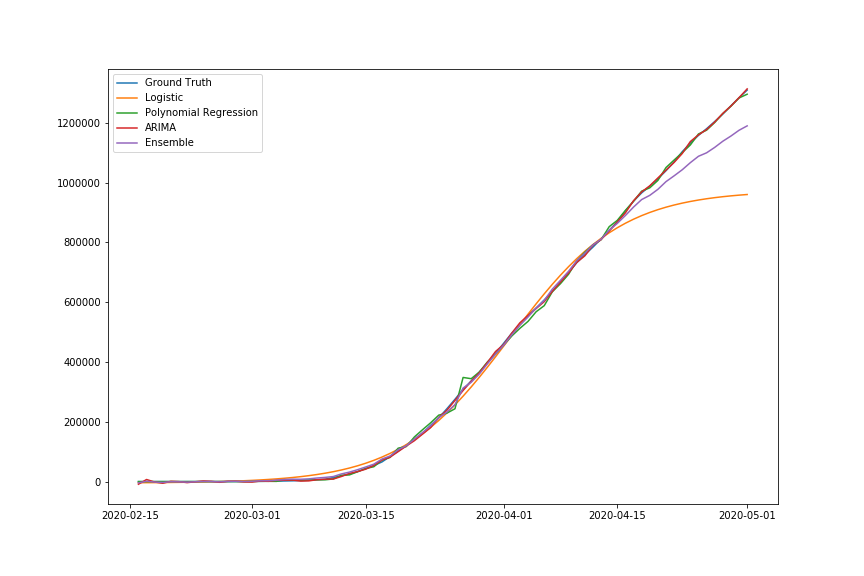 Ground Truth
Logistic
Polynomial Regression
ARIMA
Ensemble
1200000
1000000
800000
600000
400000
200000
0
2020-02-15 2020-03-01 2020-03-15 2020-04-01 2020-04-15 2020-05-01